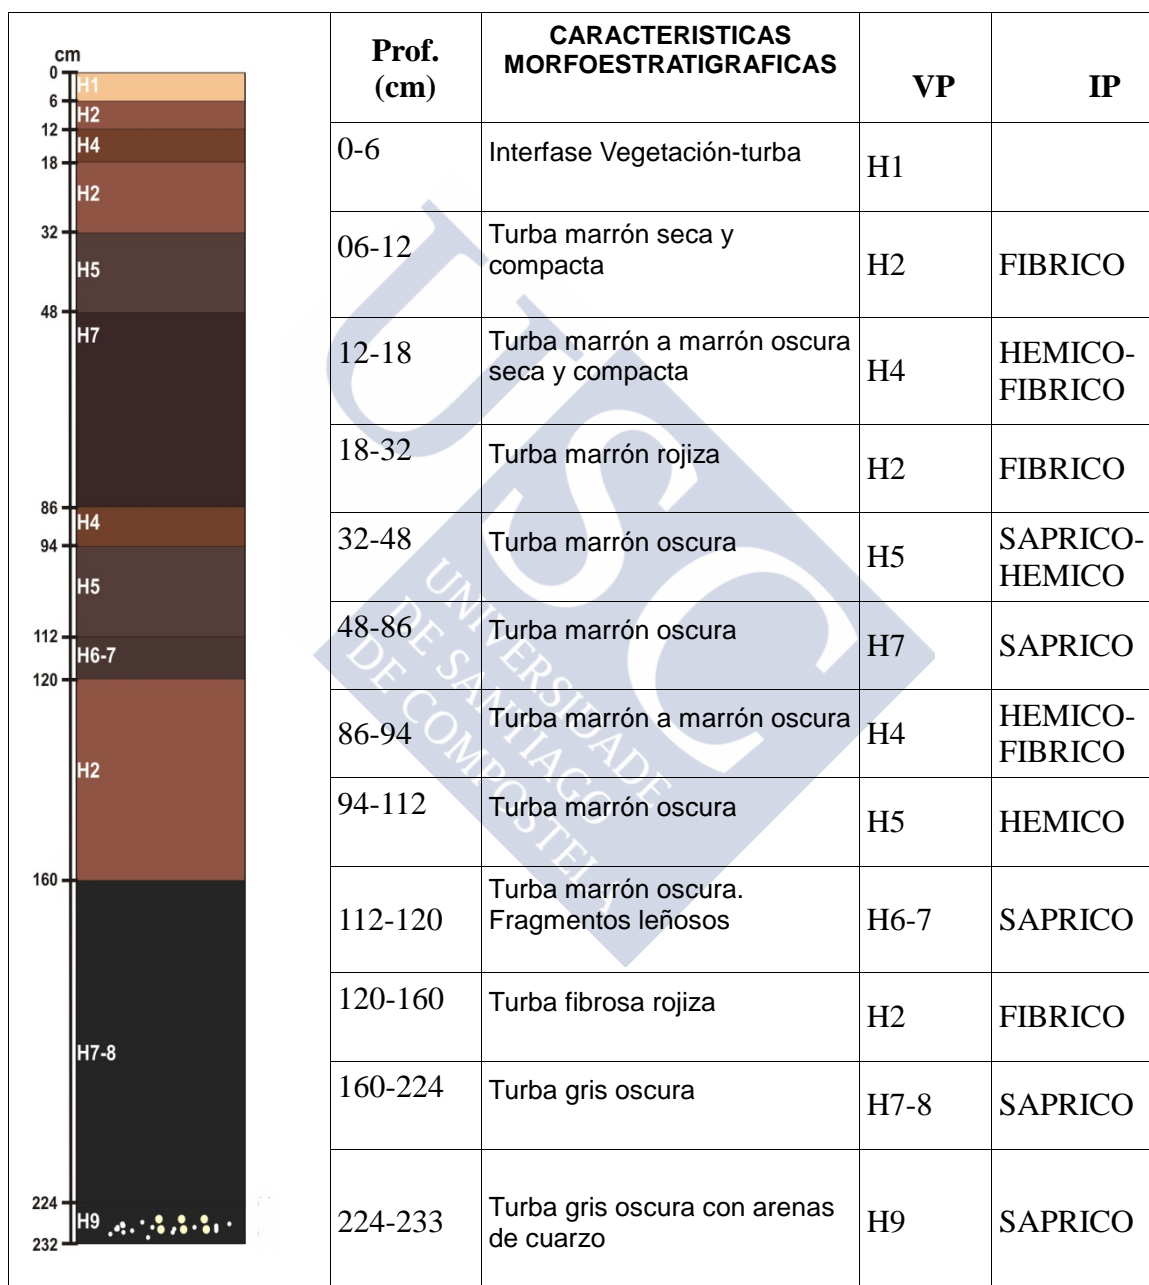 cm
0
H1
6
H2
12
H4
18
H2
32
H5
48
H7
86
H4
94
H5
112
H6-7
120
H2
160
H7-8
224
H9
232
Prof. (cm) CARACTERISTICAS MORFOESTRATIGRAFICAS VP IP
0-6 Interfase Vegetación-turba H1
06-12 Turba marrón seca y compacta H2 FIBRICO
12-18 Turba marrón a marrón oscura seca y compacta H4 HEMICO-FIBRICO
18-32 Turba marrón rojiza H2 FIBRICO
32-48 Turba marrón oscura H5 SAPRICO-HEMICO
48-86 Turba marrón oscura H7 SAPRICO
86-94 Turba marrón a marrón oscura H4 HEMICO-FIBRICO
94-112 Turba marrón oscura H5 HEMICO
112-120 Turba marrón oscura. Fragmentos leñosos H6-7 SAPRICO
120-160 Turba fibrosa rojiza H2 FIBRICO
160-224 Turba gris oscura H7-8 SAPRICO
224-233 Turba gris oscura con arenas de cuarzo H9 SAPRICO
USC
UNIVERSIDADE
DE SANTIAGO
DE COMPOSTELA